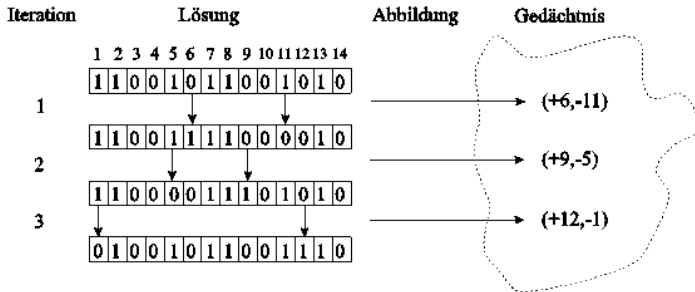 Iteration Lösung Abbildung Gedächtnis
1 2 3 4 5 6 7 8 9 10 11 12 13 14
1 1 0 0 1 0 1 1 0 0 1 0 1 0
1 (+6,-11)
1 1 0 0 1 1 1 1 0 0 0 0 1 0
2 (+9,-5)
1 1 0 0 0 0 1 1 1 0 1 0 1 0
3 (+12,-1)
0 1 0 0 1 0 1 1 0 0 1 1 1 0